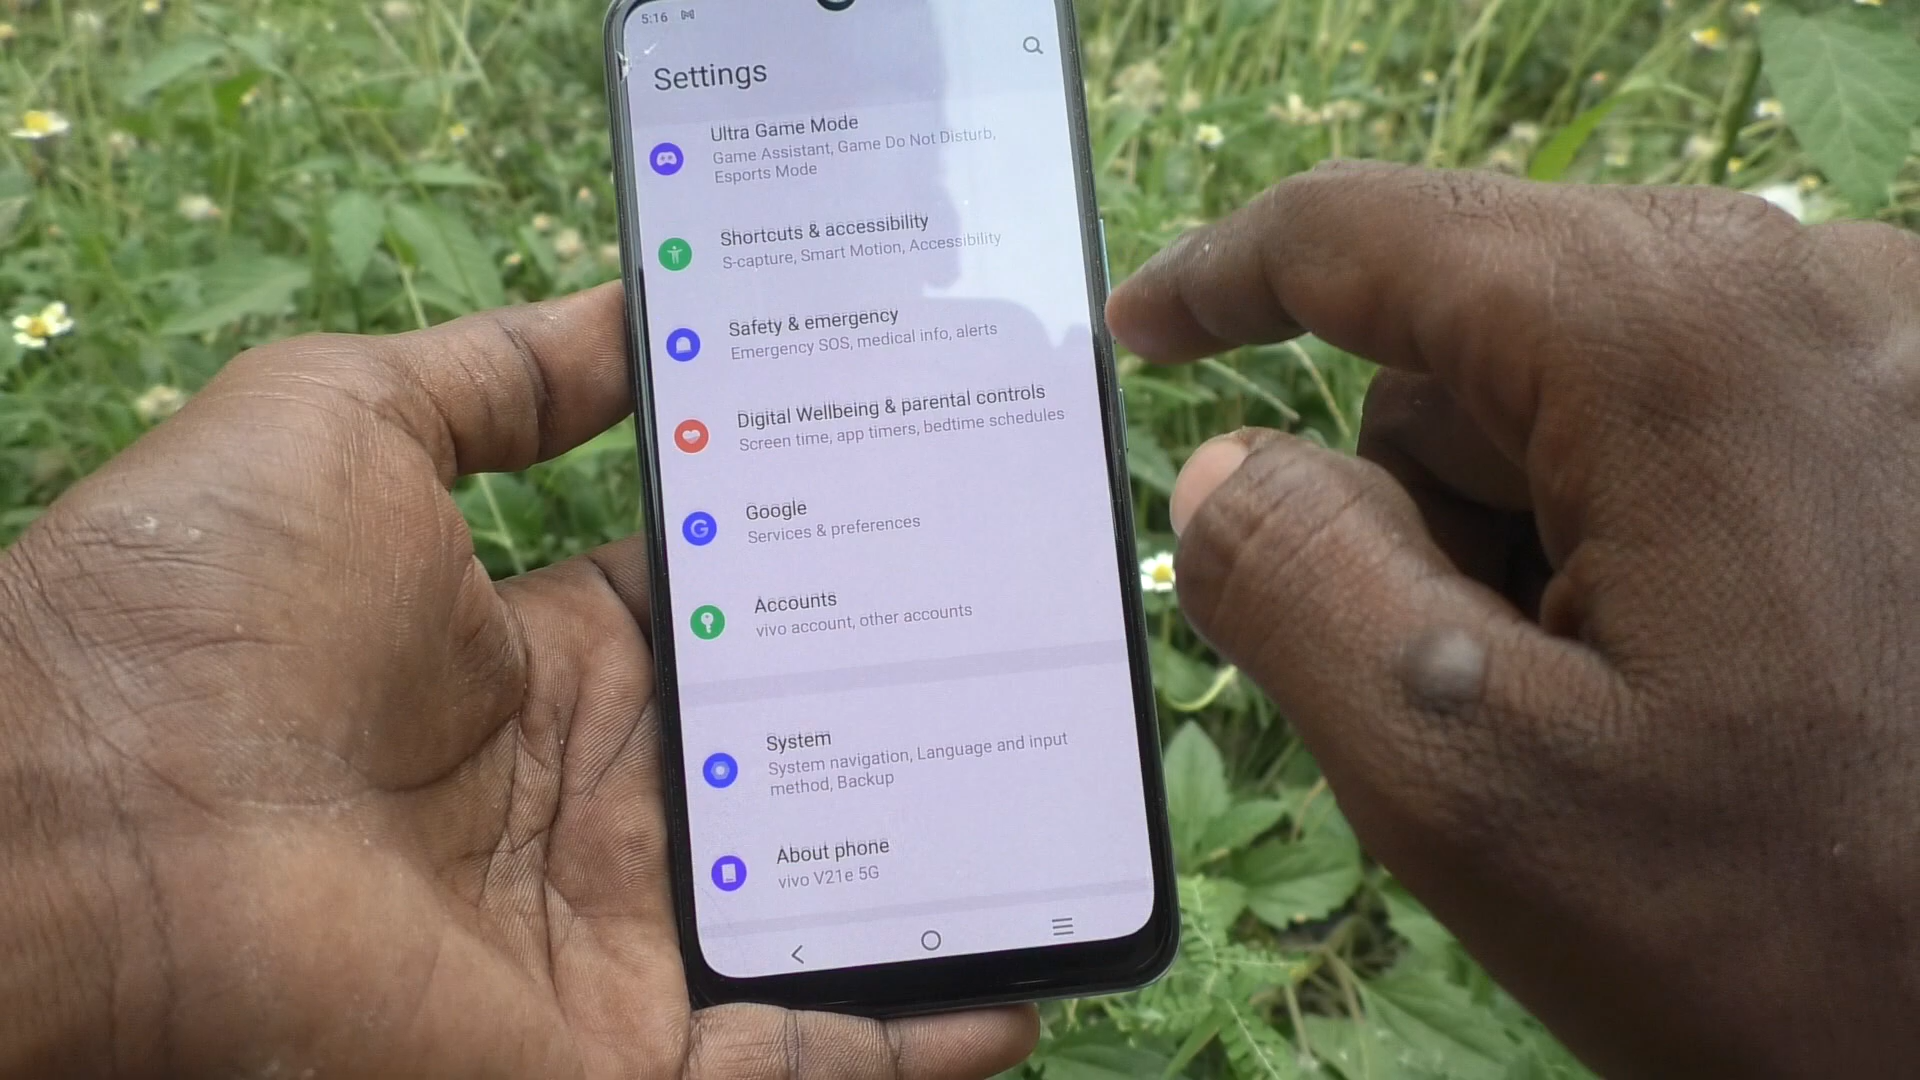 5:16
Settings
Ultra Game Mode
Game Assistant, Game Do Not Disturb,
Esports Mode
Shortcuts & accessibility
S-capture, Smart Motion, Accessibility
Safety & emergency
Emergency SOS, medical info, alerts
Digital Wellbeing & parental controls
Screen time, app timers, bedtime schedules
G
Google
Services & preferences
Accounts
vivo account, other accounts
System
System navigation, Language and input
method, Backup
About phone
vivo V21e 5G